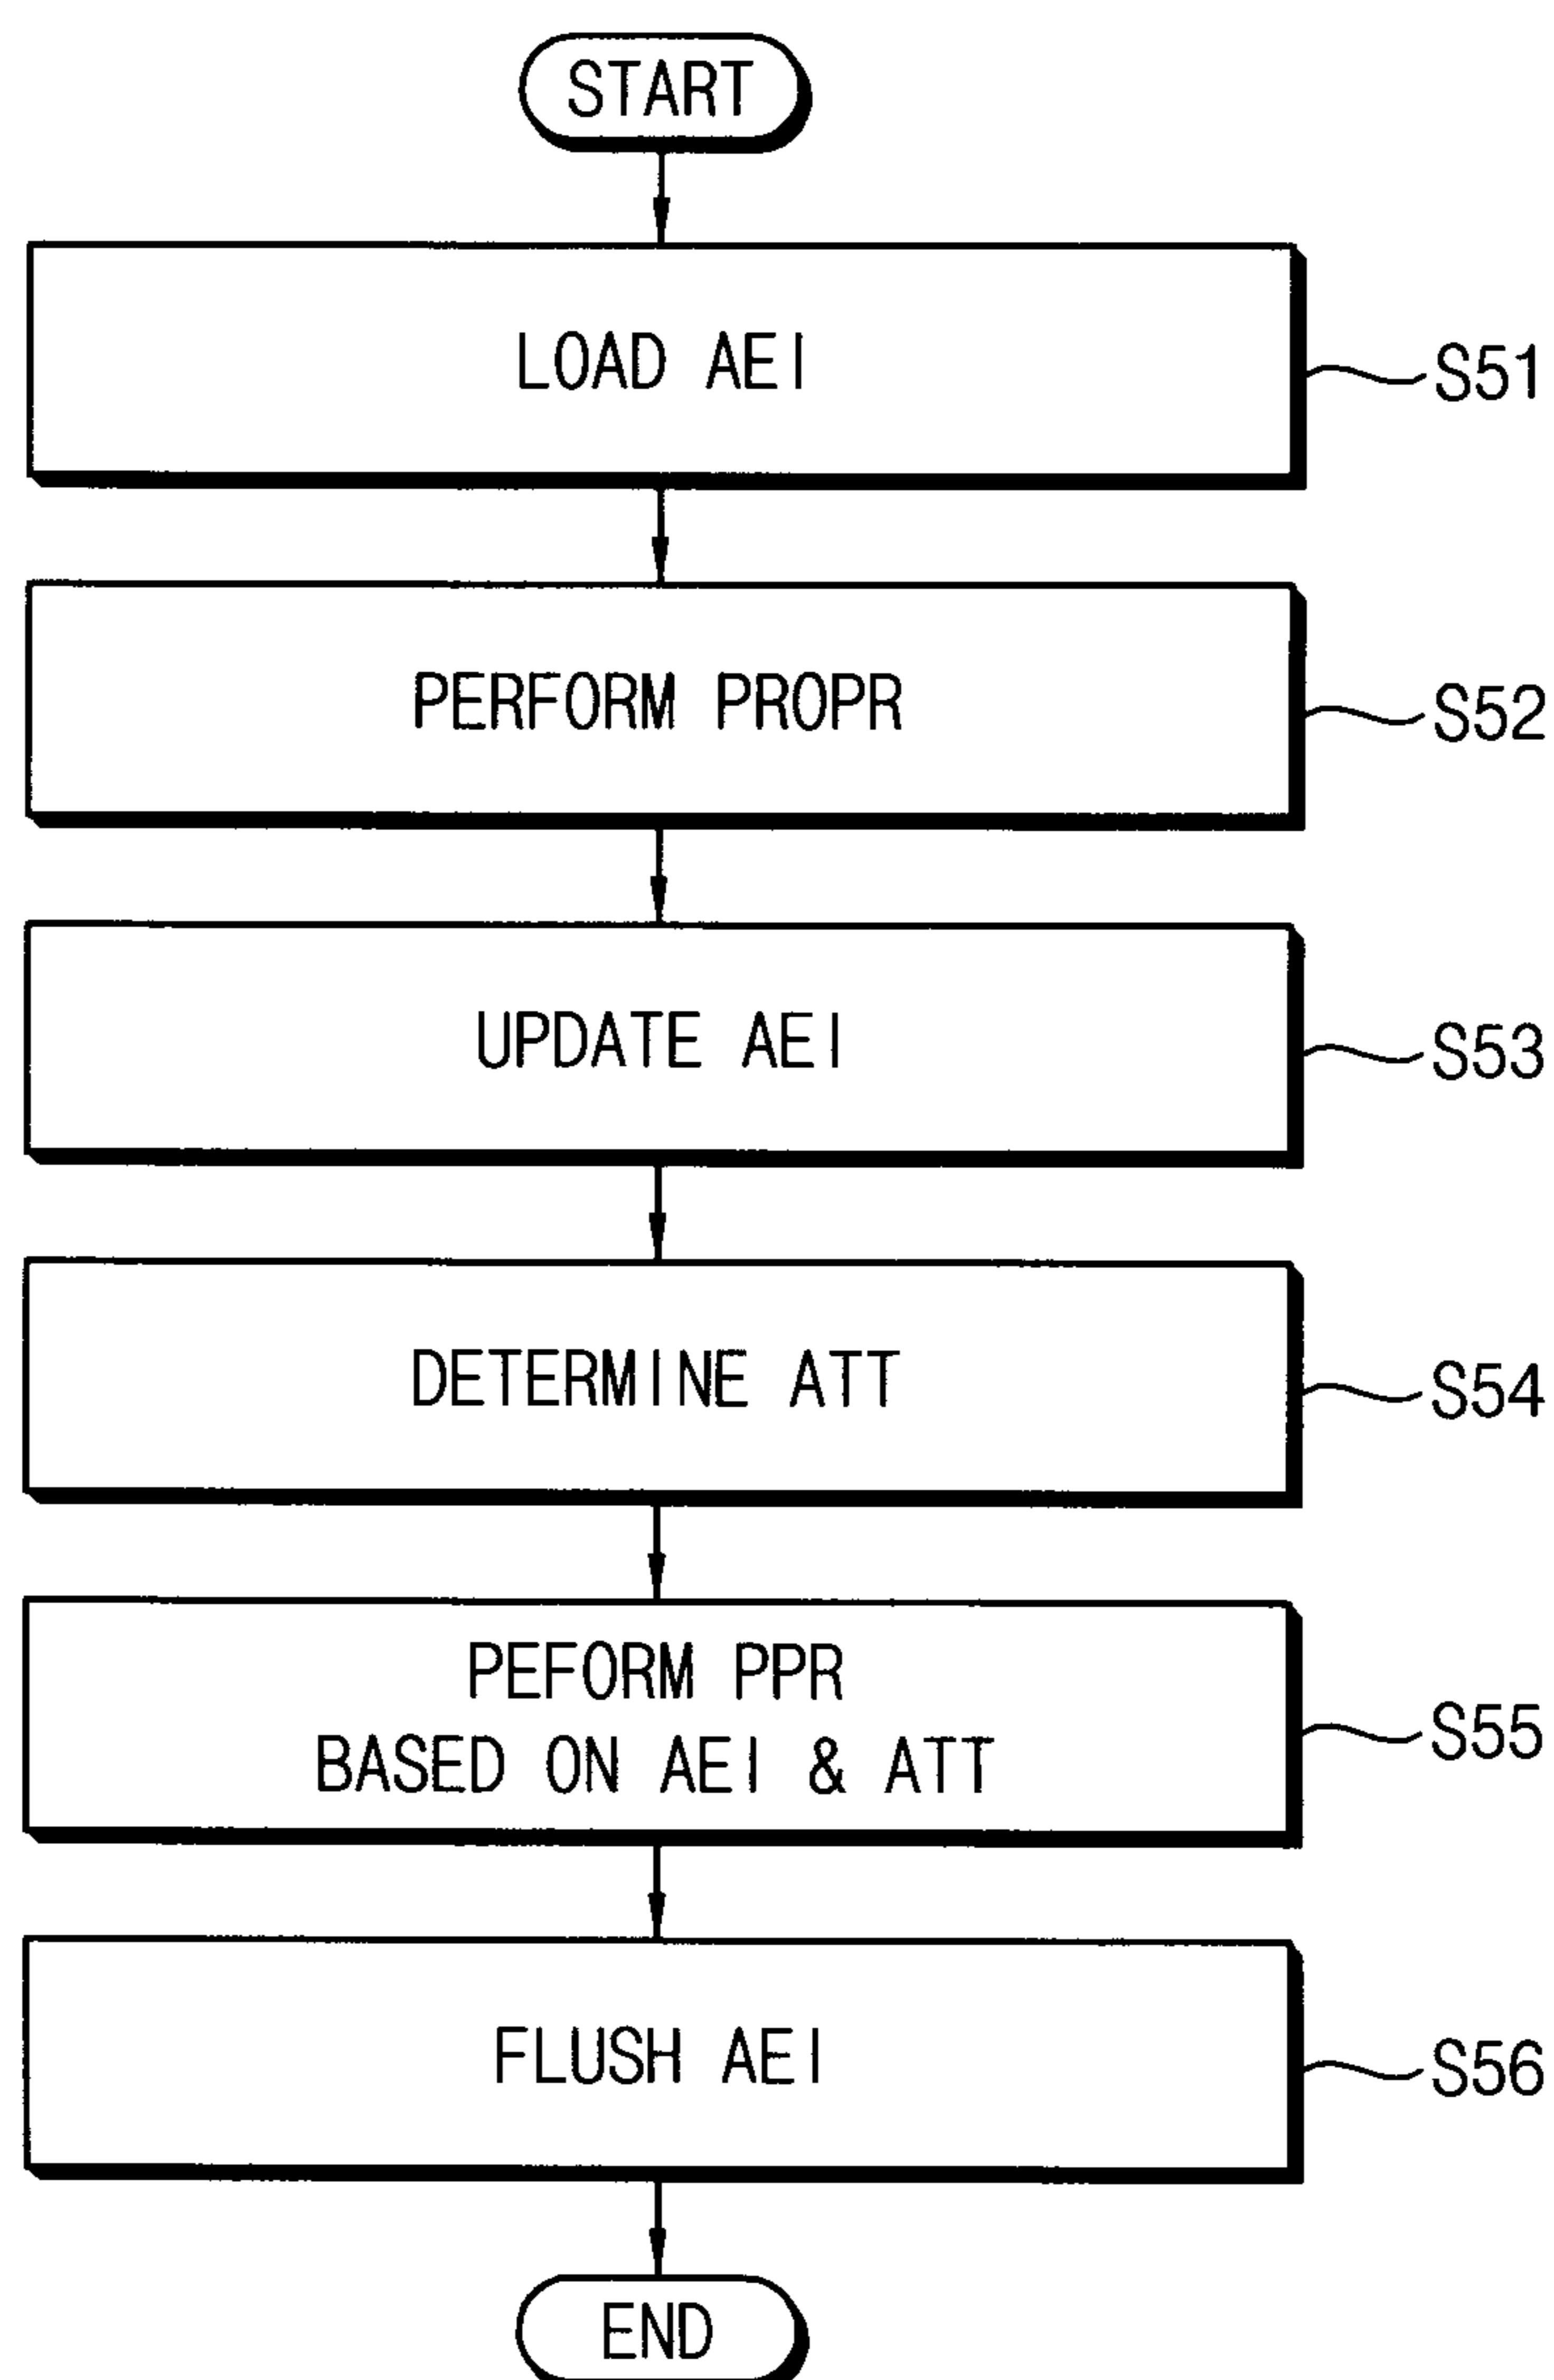 START
LOAD AEI
S51
PERFORM PROPR
S52
UPDATE AEI
S53
DETERMINE ATT
S54
PEFORM PPR
BASED ON AEI & ATT
S55
FLUSH AEI
S56
END